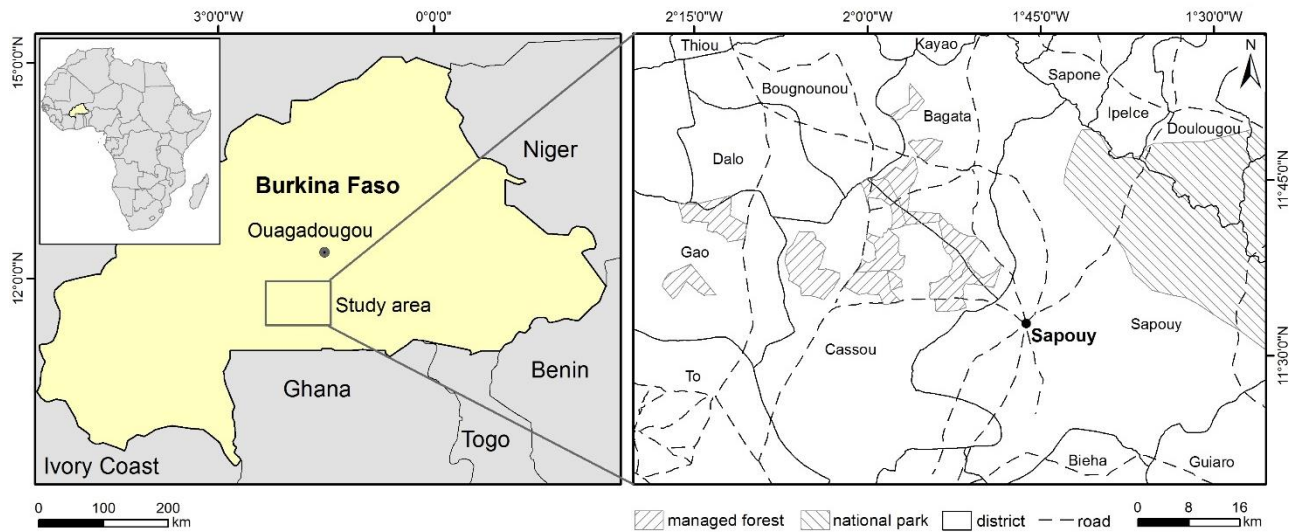 3°0'0"W
0°0'0"
2°15'0"W
2°0'0"W
1°45'0"W
1°30'0"W
15°0'0"N
12°0'0"N
Niger
Burkina Faso
Ouagadougou
Study area
Benin
Ghana
Togo
Ivory Coast
0 100 200
km
Thiou
Kayao
N
Sapone
Bougnounou
Bagata
Ipelce
Doulougou
Dalo
11°45'0"N
Gao
Sapouy
Sapouy
Cassou
11°30'0"N
To
Bieha
Guiaro
managed forest
national park
district
road
0 8 16
km